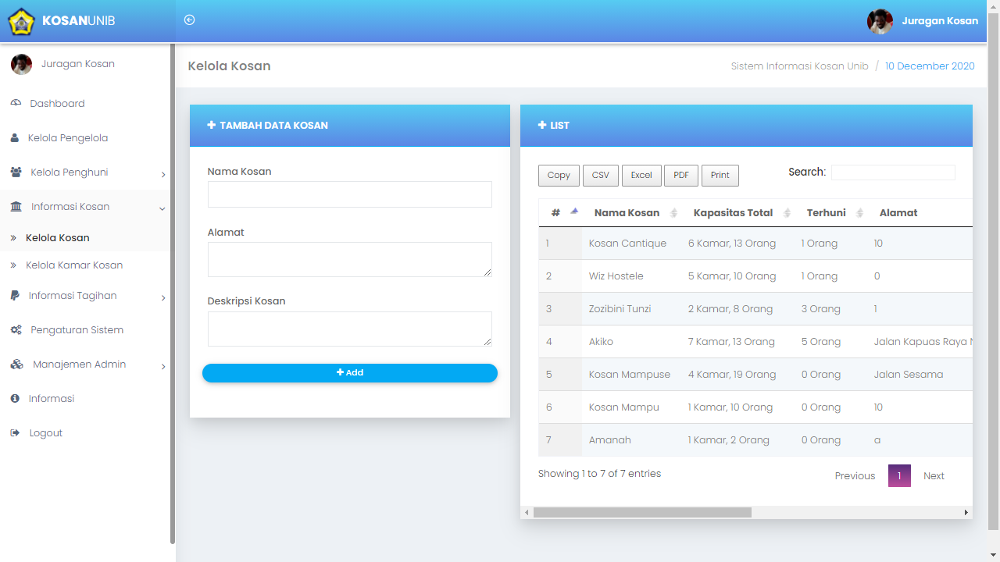 KOSANUNIB
Juragan Kosan
Juragan Kosan
Dashboard
Kelola Pengelola
Kelola Penghuni
Informasi Kosan
Kelola Kosan
Kelola Kamar Kosan
Informasi Tagihan
Pengaturan Sistem
Manajemen Admin
Informasi
Logout
Kelola Kosan
Sistem Informasi Kosan Unib / 10 December 2020
TAMBAH DATA KOSAN
Nama Kosan
Alamat
Deskripsi Kosan
Add
LIST
Copy CSV Excel PDF Print Search:
# Nama Kosan Kapasitas Total Terhuni Alamat
1 Kosan Cantique 6 Kamar, 13 Orang 1 Orang 10
2 Wiz Hostele 5 Kamar, 10 Orang 1 Orang 0
3 Zozibini Tunzi 2 Kamar, 8 Orang 3 Orang 1
4 Akiko 7 Kamar, 13 Orang 5 Orang Jalan Kapuas Raya
5 Kosan Mampuse 4 Kamar, 19 Orang 0 Orang Jalan Sesama
6 Kosan Mampu 1 Kamar, 10 Orang 0 Orang 10
7 Amanah 1 Kamar, 2 Orang 0 Orang a
Showing 1 to 7 of 7 entries
Previous 1 Next